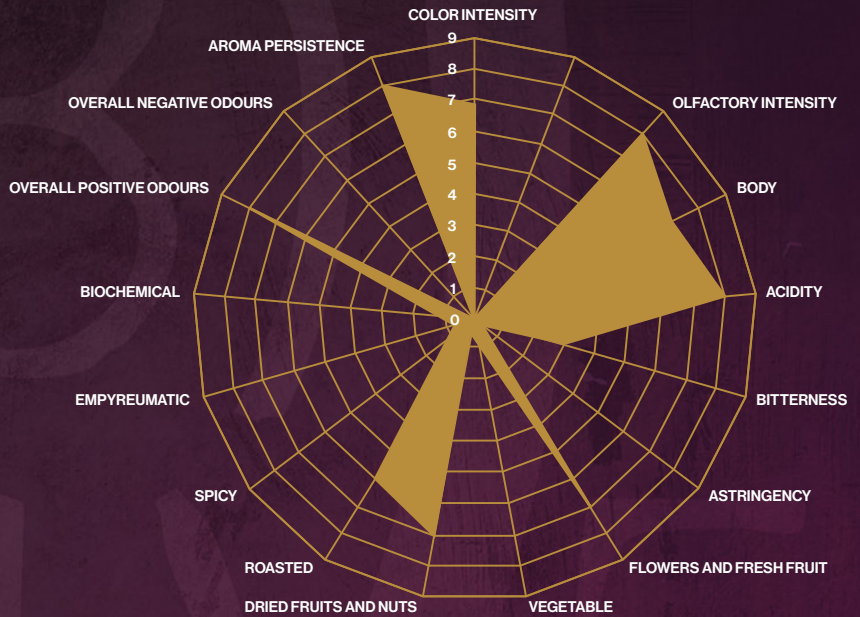 COLOR INTENSITY
AROMA PERSISTENCE
OVERALL NEGATIVE ODOURS
OLFACTORY INTENSITY
OVERALL POSITIVE ODOURS
BODY
BIOCHEMICAL
ACIDITY
EMPYREUMATIC
BITTERNESS
SPICY
ASTRINGENCY
ROASTED
FLOWERS AND FRESH FRUIT
DRIED FRUITS AND NUTS
VEGETABLE
9
8
7
6
5
4
3
2
1
0